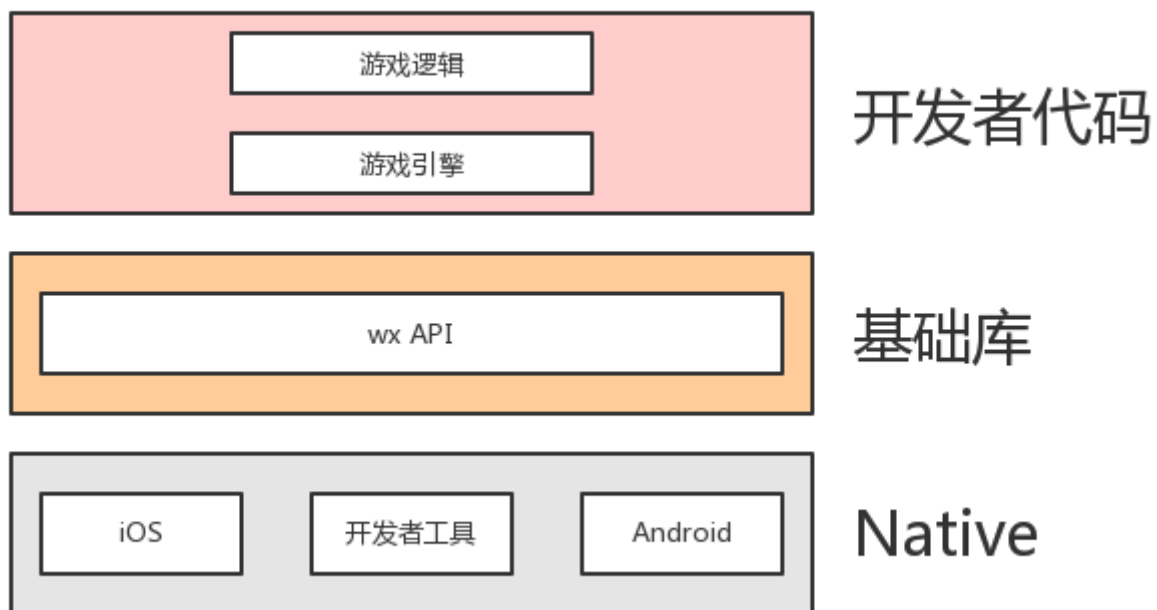 游戏逻辑
游戏引擎
开发者代码
wx API
基础库
iOS
开发者工具
Android
Native